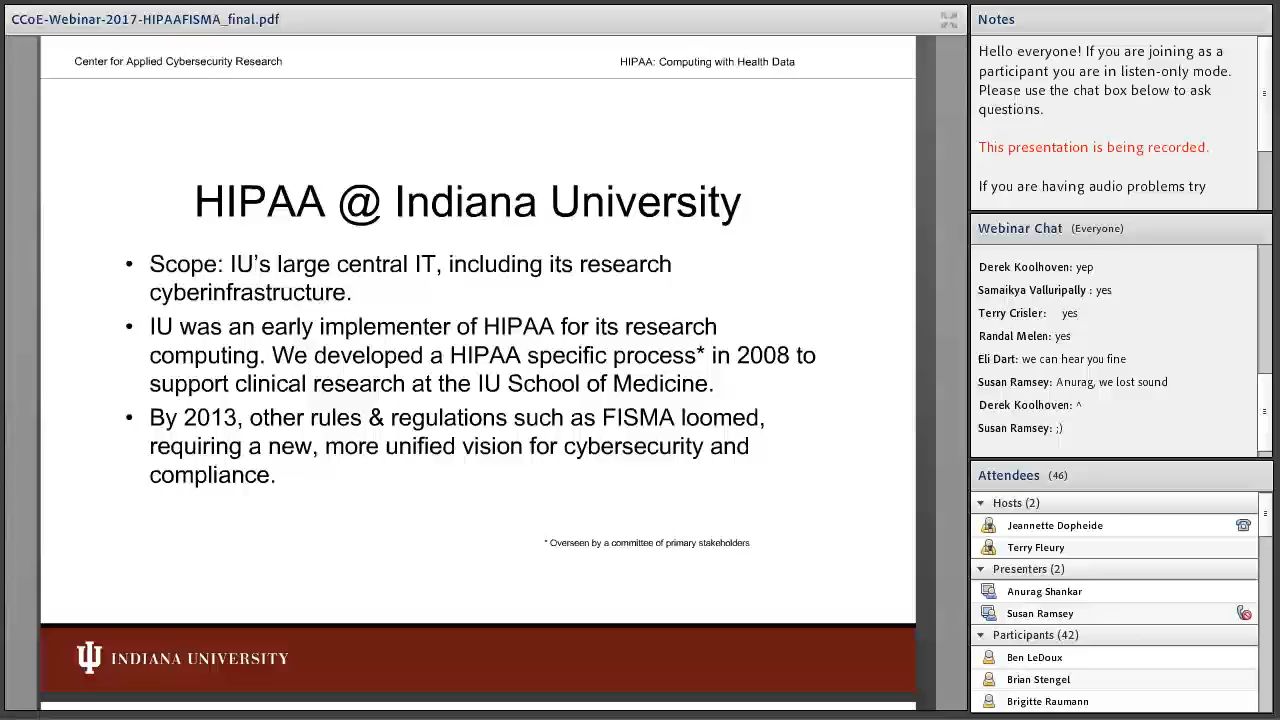 CCoE-Webinar-2017-HIPAAFISMA_final.pdf
Center for Applied Cybersecurity Research
HIPAA: Computing with Health Data
HIPAA @ Indiana University
• Scope: IU’s large central IT, including its research
cyberinfrastructure.
• IU was an early implementer of HIPAA for its research
computing. We developed a HIPAA specific process* in 2008 to
support clinical research at the IU School of Medicine.
• By 2013, other rules & regulations such as FISMA loomed,
requiring a new, more unified vision for cybersecurity and
compliance.
* Overseen by a committee of primary stakeholders
INDIANA UNIVERSITY
Notes
Hello everyone! If you are joining as a
participant you are in listen-only mode.
Please use the chat box below to ask
questions.
This presentation is being recorded.
If you are having audio problems try
Webinar Chat (Everyone)
Derek Koolhoven: yep
Samaikya Valluripally : yes
Terry Crisler: yes
Randal Melen: yes
Eli Dart: we can hear you fine
Susan Ramsey: Anurag, we lost sound
Derek Koolhoven: ^
Susan Ramsey: ;)
Attendees (46)
Hosts (2)
Jeannette Dopheide
Terry Fleury
Presenters (2)
Anurag Shankar
Susan Ramsey
Participants (42)
Ben LeDoux
Brian Stengel
Brigitte Raumann